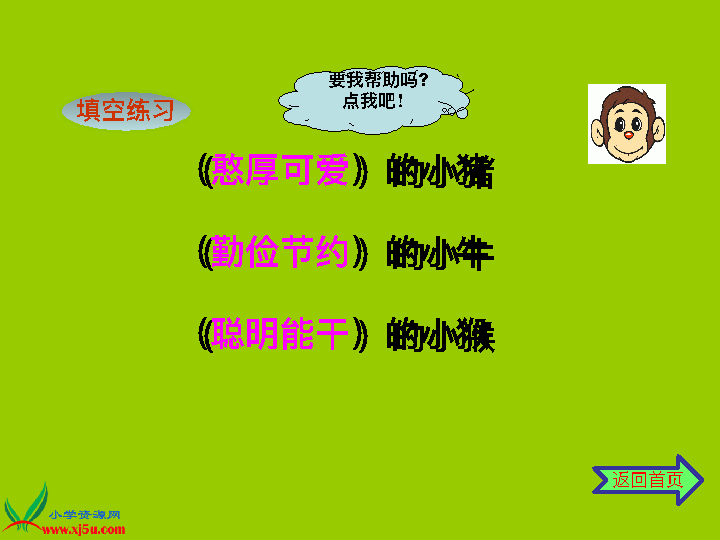 要我帮助吗?
点我吧!
填空练习
(憨厚可爱)的小猪
(勤俭节约)的小牛
(聪明能干)的小猴
返回首页
小学资源网
www.xj5u.com